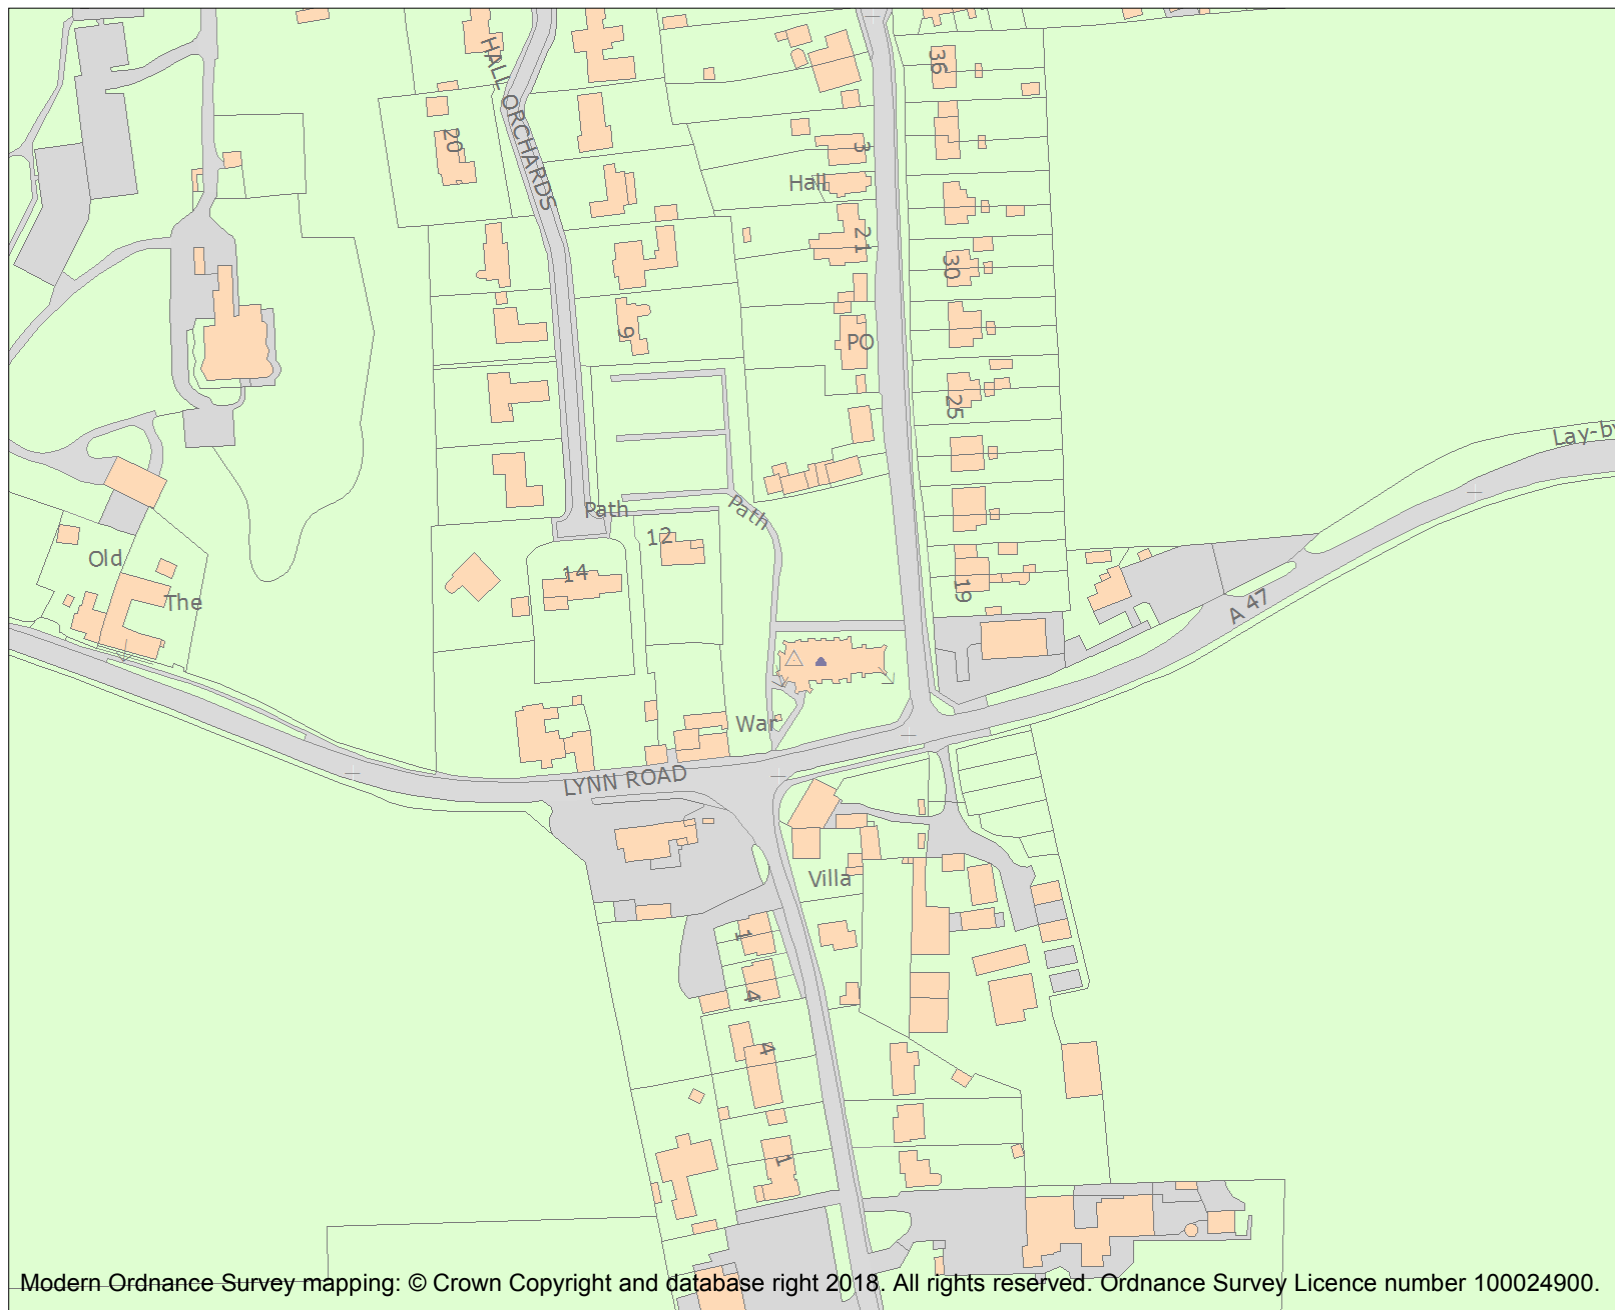 36
HALL ORCHARDS
20
3
Hall
21
30
9
PO
25
Lay-by
Path
Path
12
Old
14
19
The
A 47
War
LYNN ROAD
Villa
1
4
4
1
Modern Ordnance Survey mapping: © Crown Copyright and database right 2018. All rights reserved. Ordnance Survey Licence number 100024900.